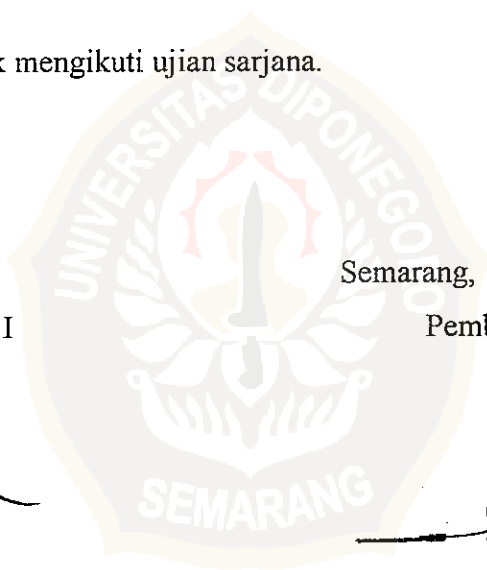 k mengikuti ujian sarjana.
UNIVERSITAS DIPONEGORO
Semarang,
I
Pemb
SEMARANG